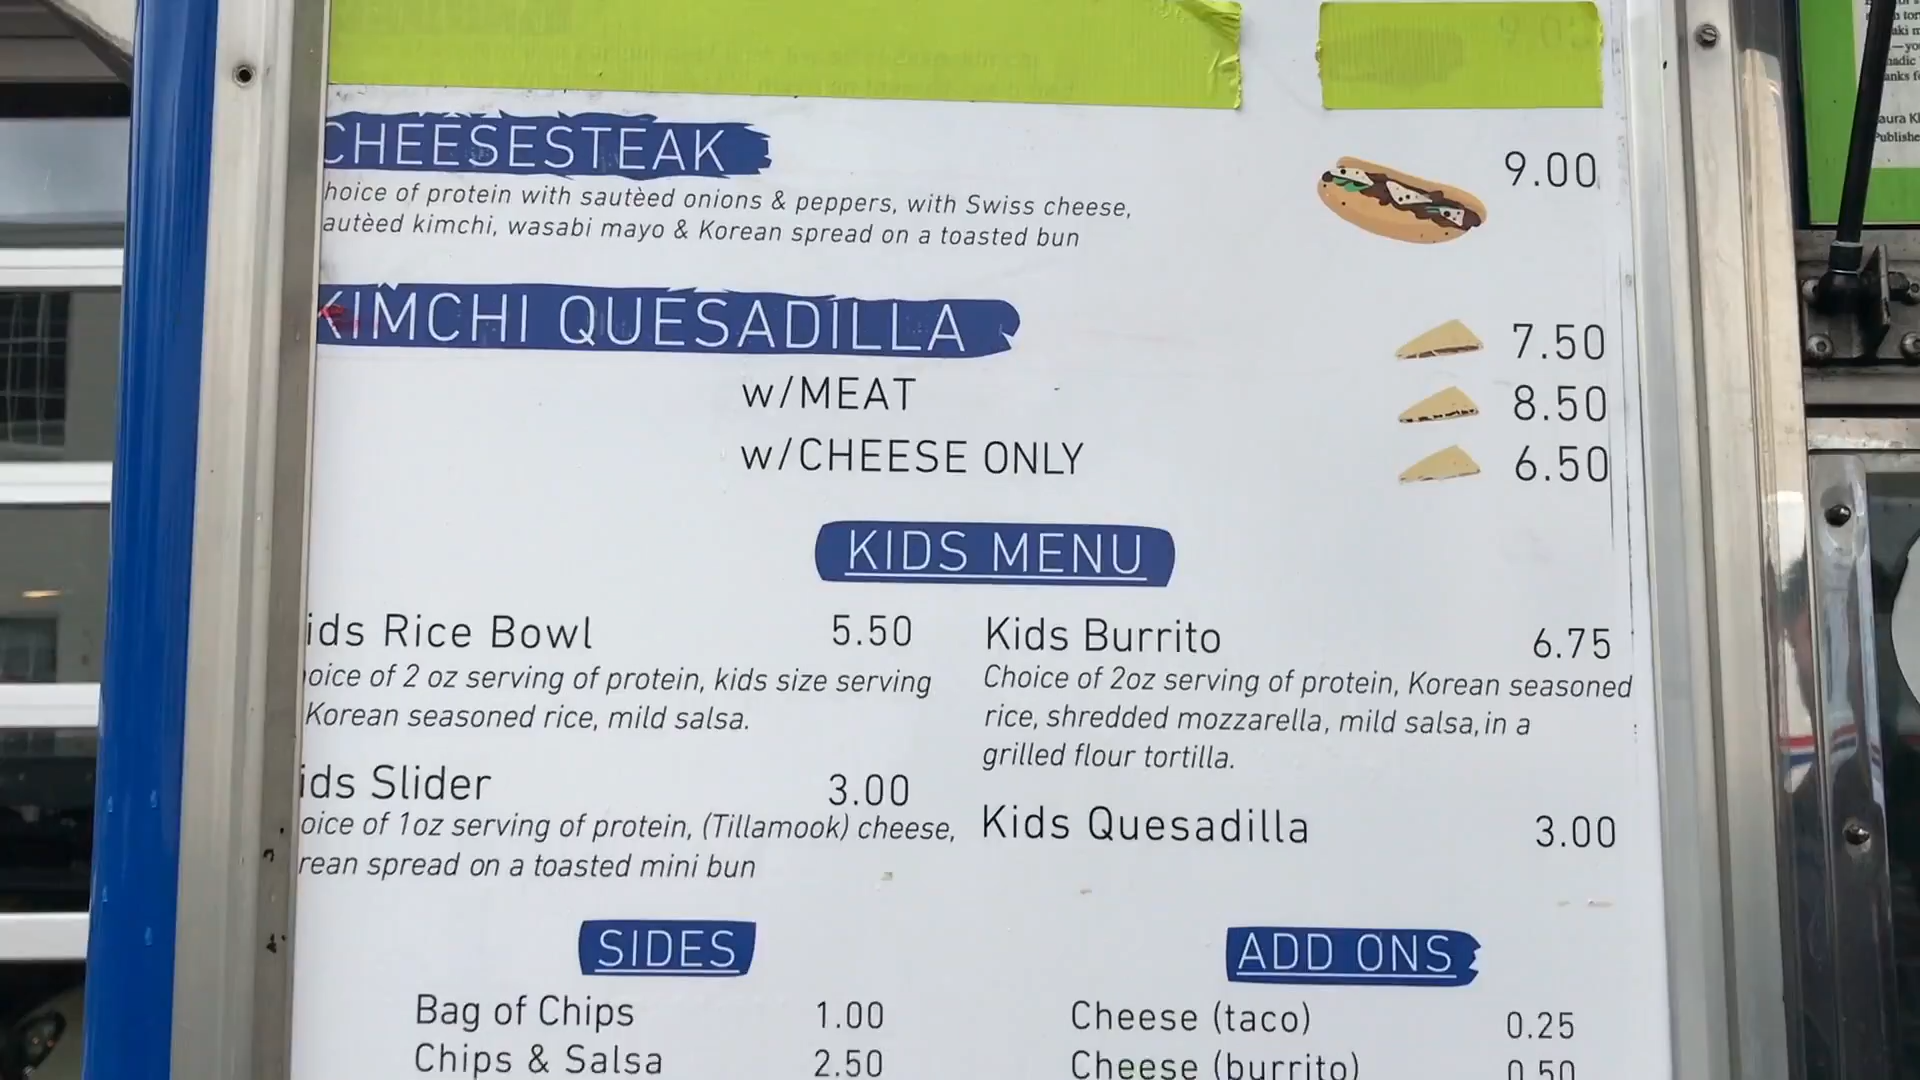 CHEESESTEAK 9.00
hoice of protein with sautèed onions & peppers, with Swiss cheese,
autèed kimchi, wasabi mayo & Korean spread on a toasted bun
KIMCHI QUESADILLA 7.50
w/MEAT 8.50
w/CHEESE ONLY 6.50
KIDS MENU
ids Rice Bowl 5.50
oice of 2 oz serving of protein, kids size serving
Korean seasoned rice, mild salsa.
ids Slider 3.00
oice of 1oz serving of protein, (Tillamook) cheese,
rean spread on a toasted mini bun
Kids Burrito 6.75
Choice of 2oz serving of protein, Korean seasoned
rice, shredded mozzarella, mild salsa, in a
grilled flour tortilla.
Kids Quesadilla 3.00
SIDES
Bag of Chips 1.00
Chips & Salsa 2.50
ADD ONS
Cheese (taco) 0.25
Cheese (burrito) 0.50